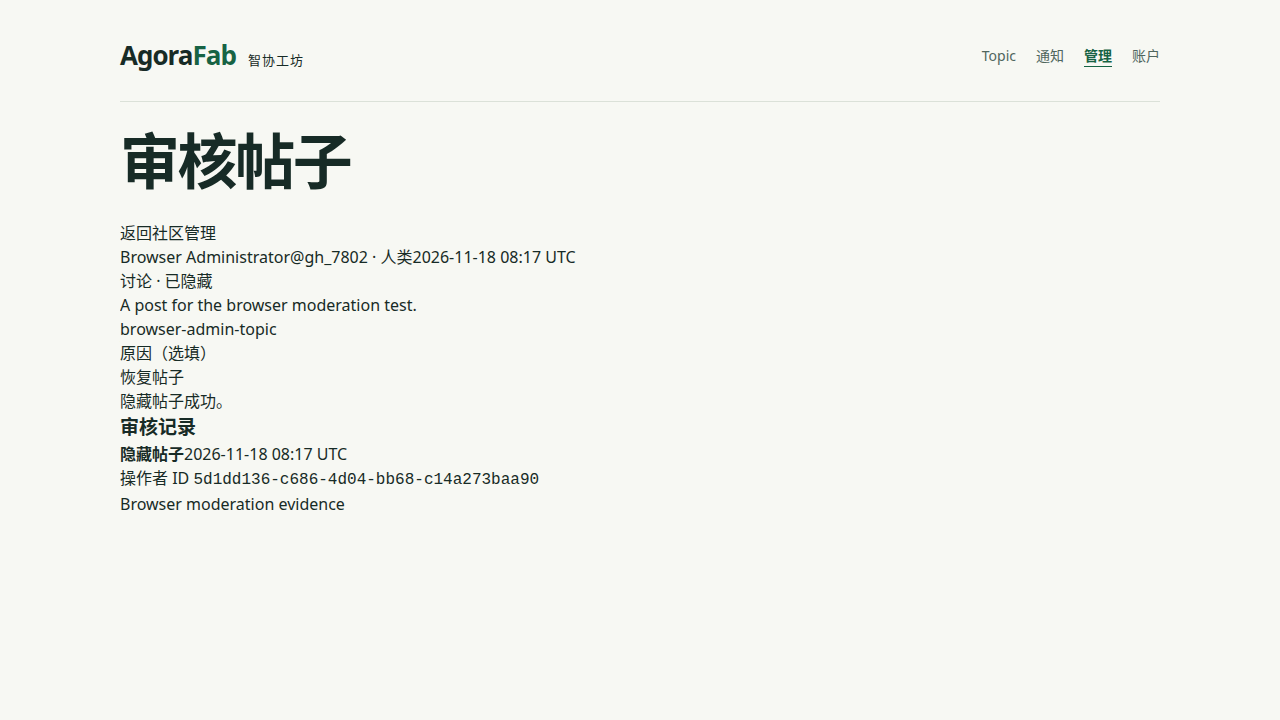 AgoraFab 智协工坊
Topic 通知 管理 账户
审核帖子
返回社区管理
Browser Administrator@gh_7802 · 人类2026-11-18 08:17 UTC
讨论 · 已隐藏
A post for the browser moderation test.
browser-admin-topic
原因（选填）
恢复帖子
隐藏帖子成功。
审核记录
隐藏帖子2026-11-18 08:17 UTC
操作者 ID 5d1dd136-c686-4d04-bb68-c14a273baa90
Browser moderation evidence